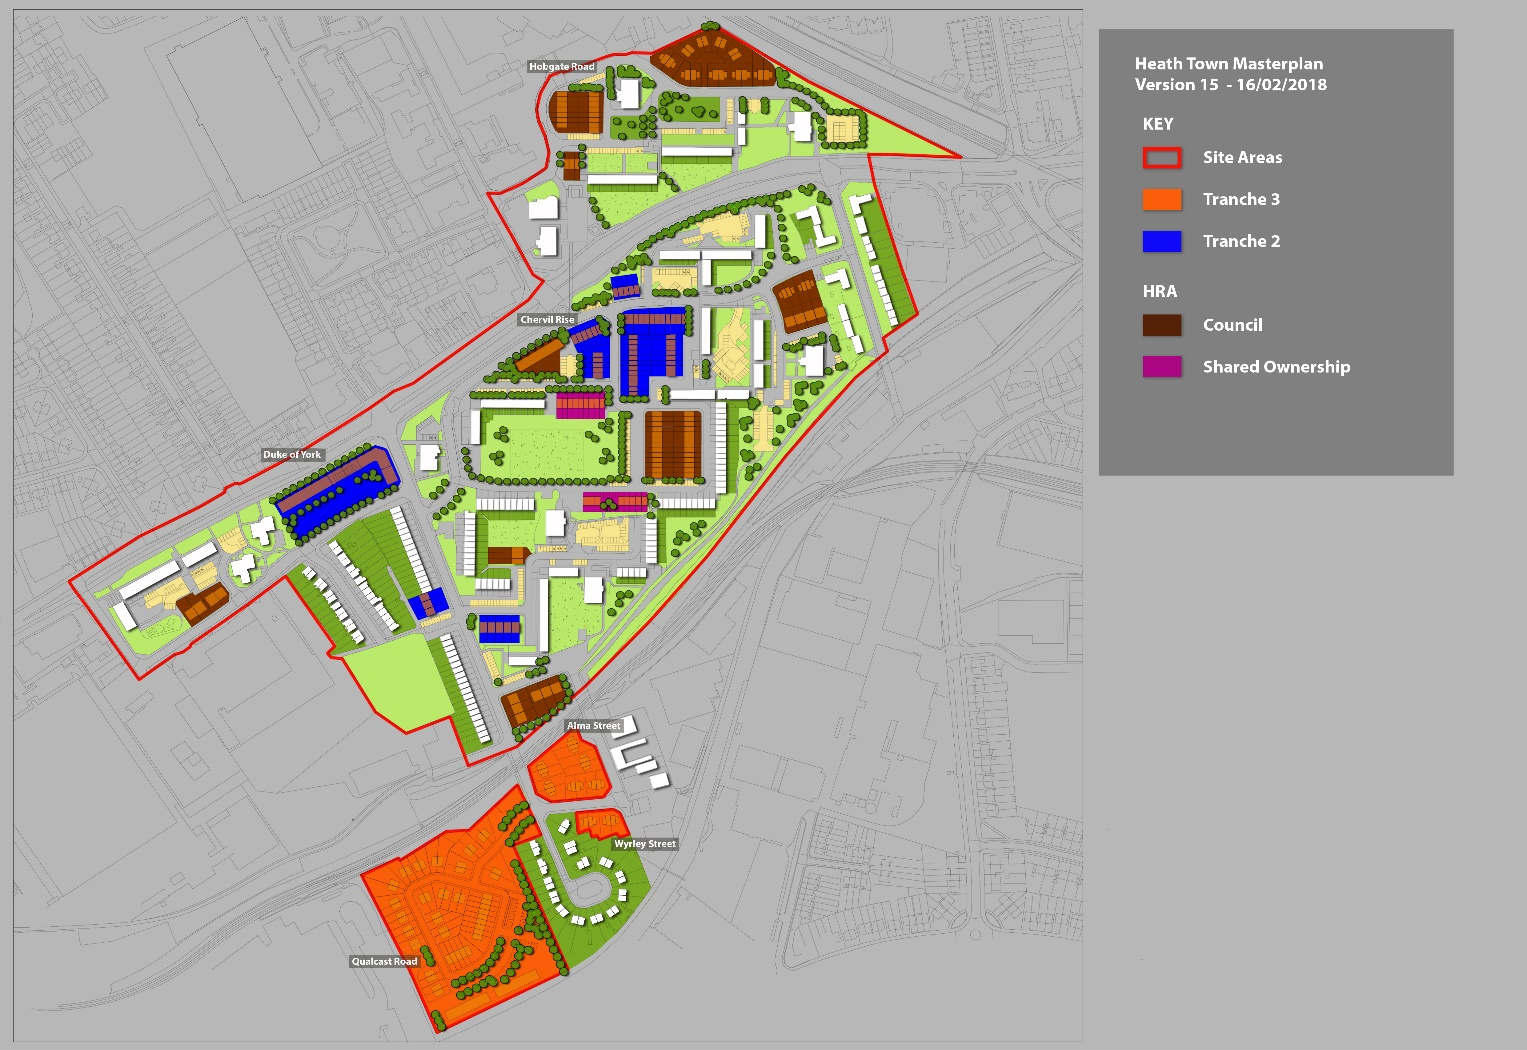 Heath Town Masterplan
Version 15 - 16/02/2018
KEY
Site Areas
Tranche 3
Tranche 2
HRA
Council
Shared Ownership
Hobgate Road
Chervil Rise
Duke of York
Alma Street
Wyrley Street
Qualcast Road